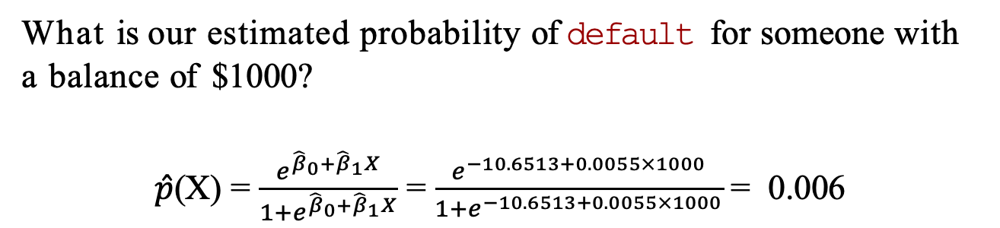 What is our estimated probability of default for someone with
a balance of $1000?
p̂(X) = e^{β̂₀+β̂₁X} / 1+e^{β̂₀+β̂₁X} = e^{−10.6513+0.0055×1000} / 1+e^{−10.6513+0.0055×1000} = 0.006